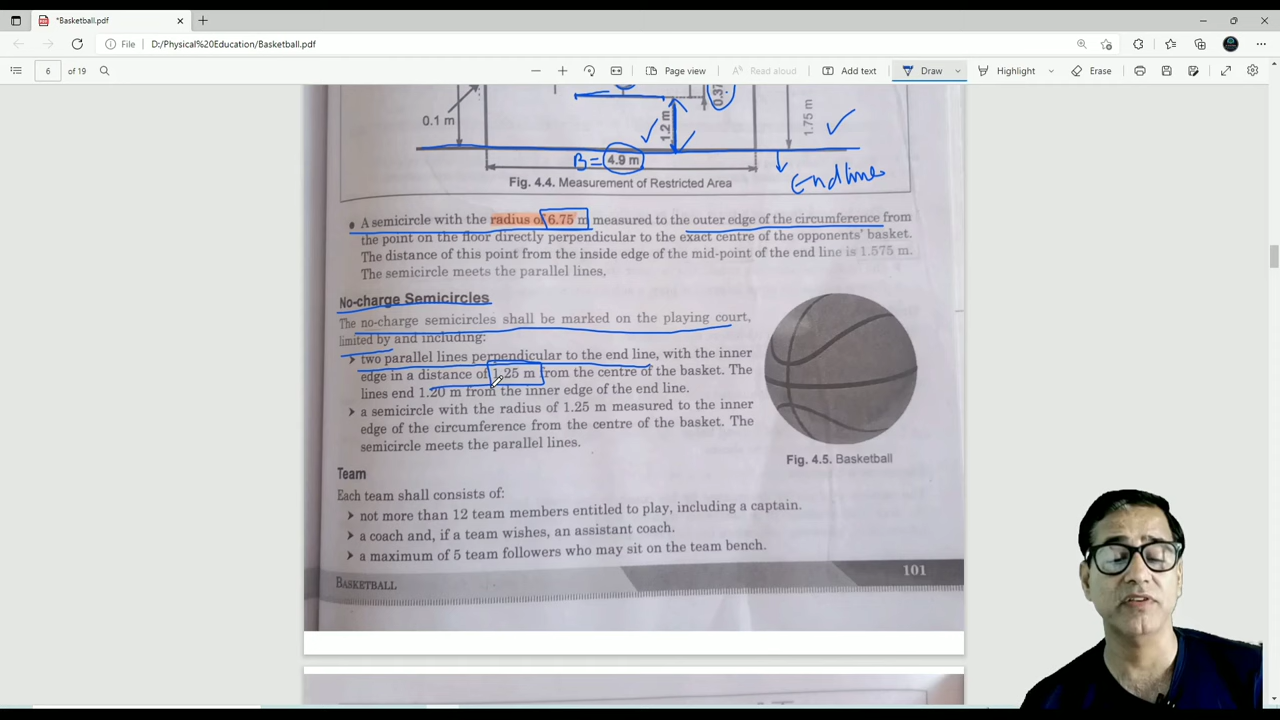 *Basketball.pdf
File
D:/Physical%20Education/Basketball.pdf
6 of 19
Page view
Read aloud
Add text
Draw
Highlight
Erase
0.1 m
1.2 m
0.37
1.75 m
B = 4.9 m
Endline
Fig. 4.4. Measurement of Restricted Area
• A semicircle with the radius of 6.75 m measured to the outer edge of the circumference from
the point on the floor directly perpendicular to the exact centre of the opponents' basket.
The distance of this point from the inside edge of the mid-point of the end line is 1.575 m.
The semicircle meets the parallel lines.
No-charge Semicircles
The no-charge semicircles shall be marked on the playing court,
limited by and including:
two parallel lines perpendicular to the end line, with the inner
edge in a distance of 1.25 m from the centre of the basket. The
lines end 1.20 m from the inner edge of the end line.
a semicircle with the radius of 1.25 m measured to the inner
edge of the circumference from the centre of the basket. The
semicircle meets the parallel lines.
Fig. 4.5. Basketball
Team
Each team shall consists of:
not more than 12 team members entitled to play, including a captain.
a coach and, if a team wishes, an assistant coach.
a maximum of 5 team followers who may sit on the team bench.
BASKETBALL
101